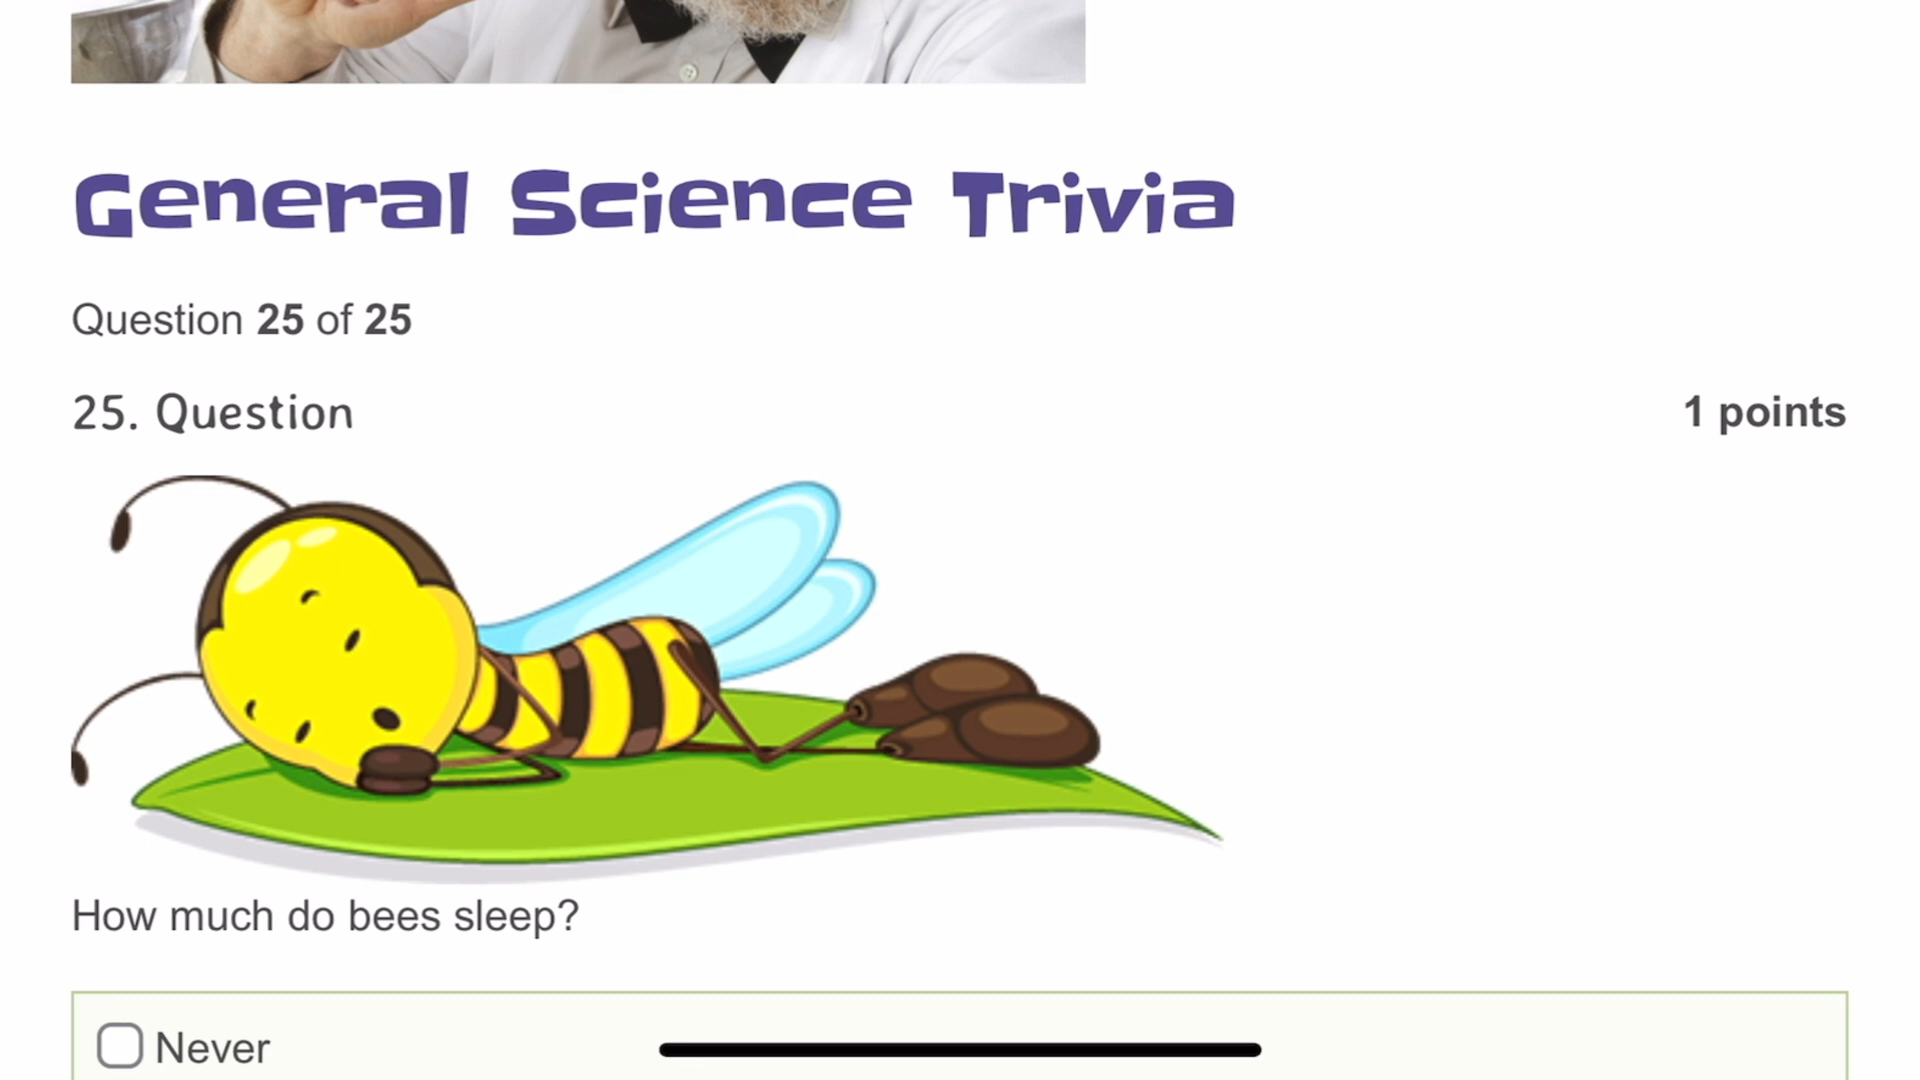 General Science Trivia
Question 25 of 25
25. Question
1 points
How much do bees sleep?
Never